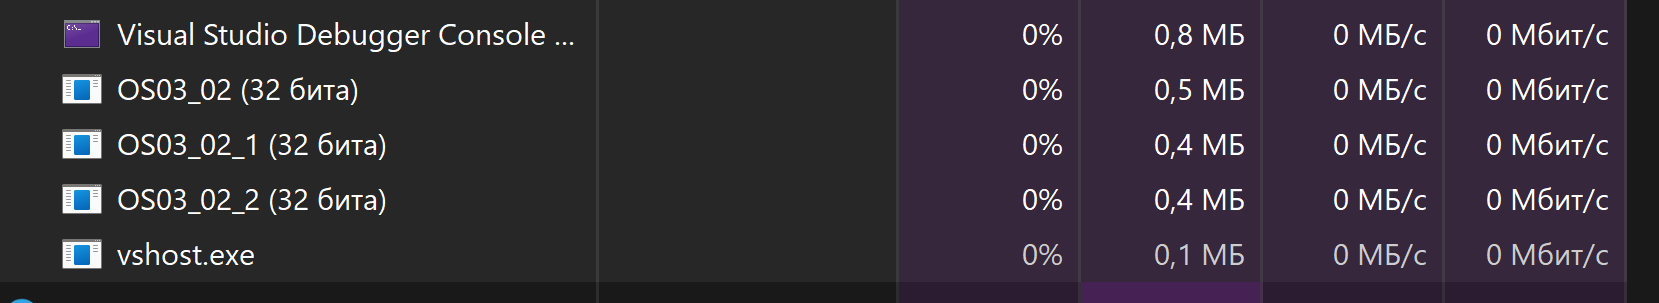 Visual Studio Debugger Console ... 0% 0,8 МБ 0 МБ/с 0 Мбит/с
OS03_02 (32 бита) 0% 0,5 МБ 0 МБ/с 0 Мбит/с
OS03_02_1 (32 бита) 0% 0,4 МБ 0 МБ/с 0 Мбит/с
OS03_02_2 (32 бита) 0% 0,4 МБ 0 МБ/с 0 Мбит/с
vshost.exe 0% 0,1 МБ 0 МБ/с 0 Мбит/с